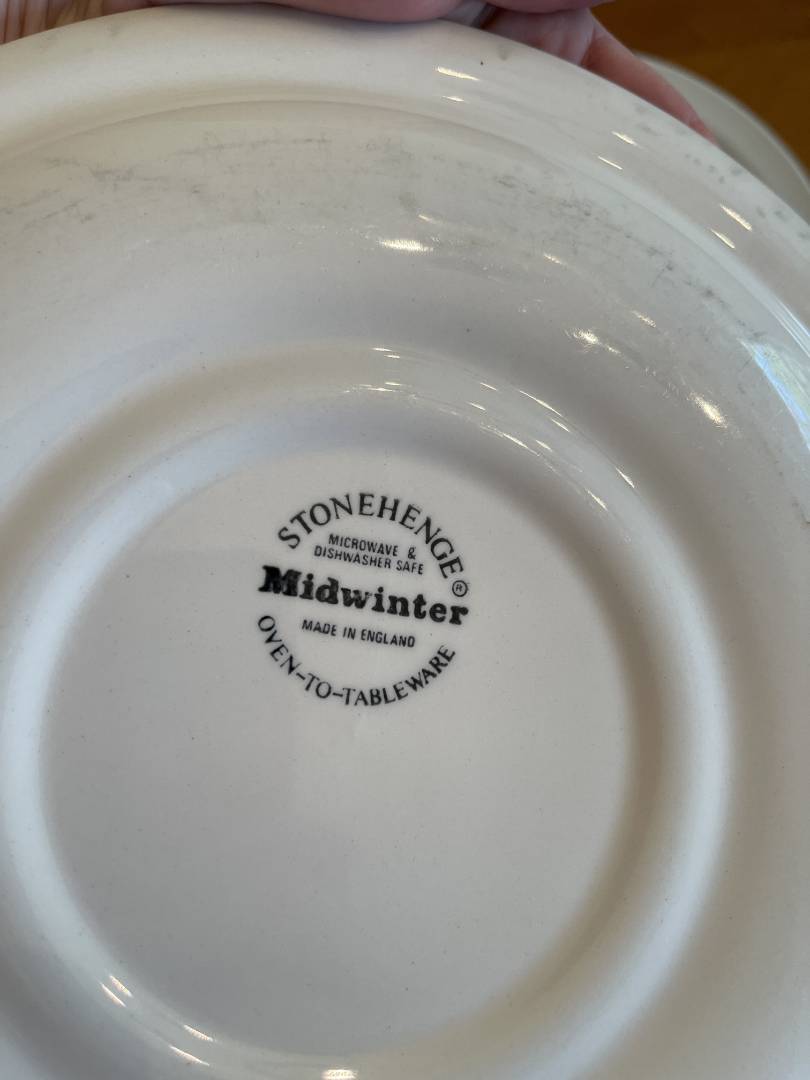 STONEHENGE®
MICROWAVE &
DISHWASHER SAFE
Midwinter
MADE IN ENGLAND
OVEN-TO-TABLEWARE